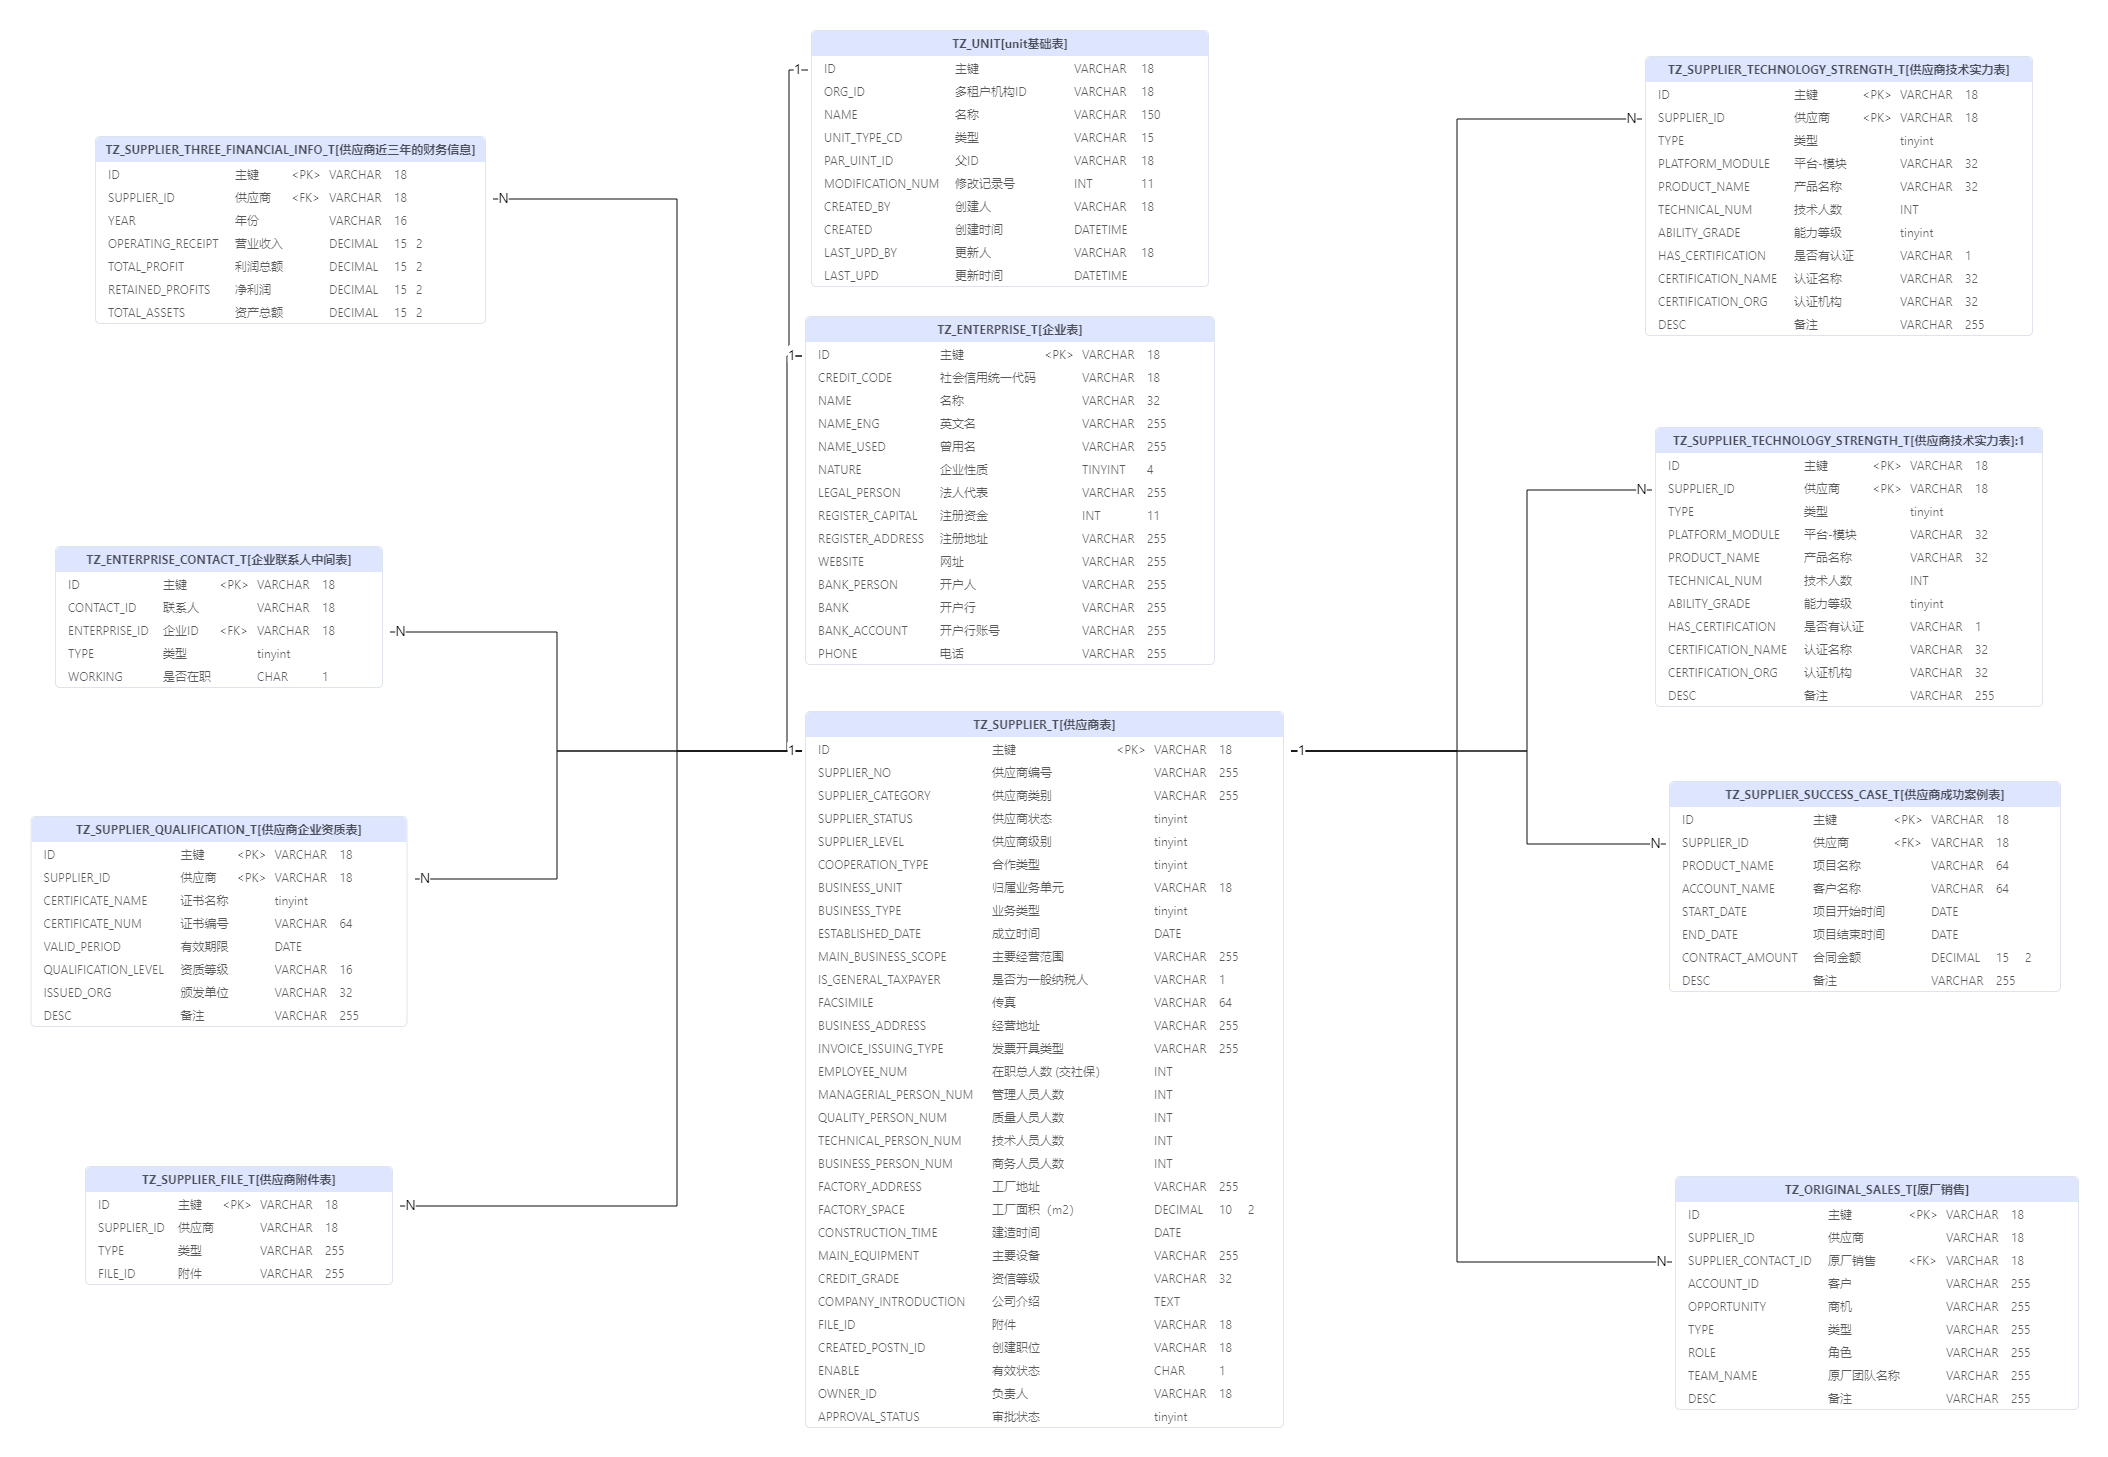 TZ_UNIT[unit基础表]
ID 主键 VARCHAR 18
ORG_ID 多租户机构ID VARCHAR 18
NAME 名称 VARCHAR 150
UNIT_TYPE_CD 类型 VARCHAR 15
PAR_UINT_ID 父ID VARCHAR 18
MODIFICATION_NUM 修改记录号 INT 11
CREATED_BY 创建人 VARCHAR 18
CREATED 创建时间 DATETIME
LAST_UPD_BY 更新人 VARCHAR 18
LAST_UPD 更新时间 DATETIME
1
TZ_SUPPLIER_THREE_FINANCIAL_INFO_T[供应商近三年的财务信息]
ID 主键 <PK> VARCHAR 18
SUPPLIER_ID 供应商 <FK> VARCHAR 18
YEAR 年份 VARCHAR 16
OPERATING_RECEIPT 营业收入 DECIMAL 15 2
TOTAL_PROFIT 利润总额 DECIMAL 15 2
RETAINED_PROFITS 净利润 DECIMAL 15 2
TOTAL_ASSETS 资产总额 DECIMAL 15 2
N
TZ_ENTERPRISE_T[企业表]
ID 主键 <PK> VARCHAR 18
CREDIT_CODE 社会信用统一代码 VARCHAR 18
NAME 名称 VARCHAR 32
NAME_ENG 英文名 VARCHAR 255
NAME_USED 曾用名 VARCHAR 255
NATURE 企业性质 TINYINT 4
LEGAL_PERSON 法人代表 VARCHAR 255
REGISTER_CAPITAL 注册资金 INT 11
REGISTER_ADDRESS 注册地址 VARCHAR 255
WEBSITE 网址 VARCHAR 255
BANK_PERSON 开户人 VARCHAR 255
BANK 开户行 VARCHAR 255
BANK_ACCOUNT 开户行账号 VARCHAR 255
PHONE 电话 VARCHAR 255
1
TZ_ENTERPRISE_CONTACT_T[企业联系人中间表]
ID 主键 <PK> VARCHAR 18
CONTACT_ID 联系人 VARCHAR 18
ENTERPRISE_ID 企业ID <FK> VARCHAR 18
TYPE 类型 tinyint
WORKING 是否在职 CHAR 1
N
TZ_SUPPLIER_QUALIFICATION_T[供应商企业资质表]
ID 主键 <PK> VARCHAR 18
SUPPLIER_ID 供应商 <PK> VARCHAR 18
CERTIFICATE_NAME 证书名称 tinyint
CERTIFICATE_NUM 证书编号 VARCHAR 64
VALID_PERIOD 有效期限 DATE
QUALIFICATION_LEVEL 资质等级 VARCHAR 16
ISSUED_ORG 颁发单位 VARCHAR 32
DESC 备注 VARCHAR 255
N
TZ_SUPPLIER_FILE_T[供应商附件表]
ID 主键 <PK> VARCHAR 18
SUPPLIER_ID 供应商 VARCHAR 18
TYPE 类型 VARCHAR 255
FILE_ID 附件 VARCHAR 255
N
TZ_SUPPLIER_T[供应商表]
ID 主键 <PK> VARCHAR 18
SUPPLIER_NO 供应商编号 VARCHAR 255
SUPPLIER_CATEGORY 供应商类别 VARCHAR 255
SUPPLIER_STATUS 供应商状态 tinyint
SUPPLIER_LEVEL 供应商级别 tinyint
COOPERATION_TYPE 合作类型 tinyint
BUSINESS_UNIT 归属业务单元 VARCHAR 18
BUSINESS_TYPE 业务类型 tinyint
ESTABLISHED_DATE 成立时间 DATE
MAIN_BUSINESS_SCOPE 主要经营范围 VARCHAR 255
IS_GENERAL_TAXPAYER 是否为一般纳税人 VARCHAR 1
FACSIMILE 传真 VARCHAR 64
BUSINESS_ADDRESS 经营地址 VARCHAR 255
INVOICE_ISSUING_TYPE 发票开具类型 VARCHAR 255
EMPLOYEE_NUM 在职总人数 (交社保) INT
MANAGERIAL_PERSON_NUM 管理人员人数 INT
QUALITY_PERSON_NUM 质量人员人数 INT
TECHNICAL_PERSON_NUM 技术人员人数 INT
BUSINESS_PERSON_NUM 商务人员人数 INT
FACTORY_ADDRESS 工厂地址 VARCHAR 255
FACTORY_SPACE 工厂面积（m2） DECIMAL 10 2
CONSTRUCTION_TIME 建造时间 DATE
MAIN_EQUIPMENT 主要设备 VARCHAR 255
CREDIT_GRADE 资信等级 VARCHAR 32
COMPANY_INTRODUCTION 公司介绍 TEXT
FILE_ID 附件 VARCHAR 18
CREATED_POSTN_ID 创建职位 VARCHAR 18
ENABLE 有效状态 CHAR 1
OWNER_ID 负责人 VARCHAR 18
APPROVAL_STATUS 审批状态 tinyint
1
1
TZ_SUPPLIER_TECHNOLOGY_STRENGTH_T[供应商技术实力表]
ID 主键 <PK> VARCHAR 18
SUPPLIER_ID 供应商 <PK> VARCHAR 18
TYPE 类型 tinyint
PLATFORM_MODULE 平台-模块 VARCHAR 32
PRODUCT_NAME 产品名称 VARCHAR 32
TECHNICAL_NUM 技术人数 INT
ABILITY_GRADE 能力等级 tinyint
HAS_CERTIFICATION 是否有认证 VARCHAR 1
CERTIFICATION_NAME 认证名称 VARCHAR 32
CERTIFICATION_ORG 认证机构 VARCHAR 32
DESC 备注 VARCHAR 255
N
TZ_SUPPLIER_TECHNOLOGY_STRENGTH_T[供应商技术实力表]:1
ID 主键 <PK> VARCHAR 18
SUPPLIER_ID 供应商 <PK> VARCHAR 18
TYPE 类型 tinyint
PLATFORM_MODULE 平台-模块 VARCHAR 32
PRODUCT_NAME 产品名称 VARCHAR 32
TECHNICAL_NUM 技术人数 INT
ABILITY_GRADE 能力等级 tinyint
HAS_CERTIFICATION 是否有认证 VARCHAR 1
CERTIFICATION_NAME 认证名称 VARCHAR 32
CERTIFICATION_ORG 认证机构 VARCHAR 32
DESC 备注 VARCHAR 255
N
TZ_SUPPLIER_SUCCESS_CASE_T[供应商成功案例表]
ID 主键 <PK> VARCHAR 18
SUPPLIER_ID 供应商 <FK> VARCHAR 18
PRODUCT_NAME 项目名称 VARCHAR 64
ACCOUNT_NAME 客户名称 VARCHAR 64
START_DATE 项目开始时间 DATE
END_DATE 项目结束时间 DATE
CONTRACT_AMOUNT 合同金额 DECIMAL 15 2
DESC 备注 VARCHAR 255
N
TZ_ORIGINAL_SALES_T[原厂销售]
ID 主键 <PK> VARCHAR 18
SUPPLIER_ID 供应商 VARCHAR 18
SUPPLIER_CONTACT_ID 原厂销售 <FK> VARCHAR 18
ACCOUNT_ID 客户 VARCHAR 255
OPPORTUNITY 商机 VARCHAR 255
TYPE 类型 VARCHAR 255
ROLE 角色 VARCHAR 255
TEAM_NAME 原厂团队名称 VARCHAR 255
DESC 备注 VARCHAR 255
N